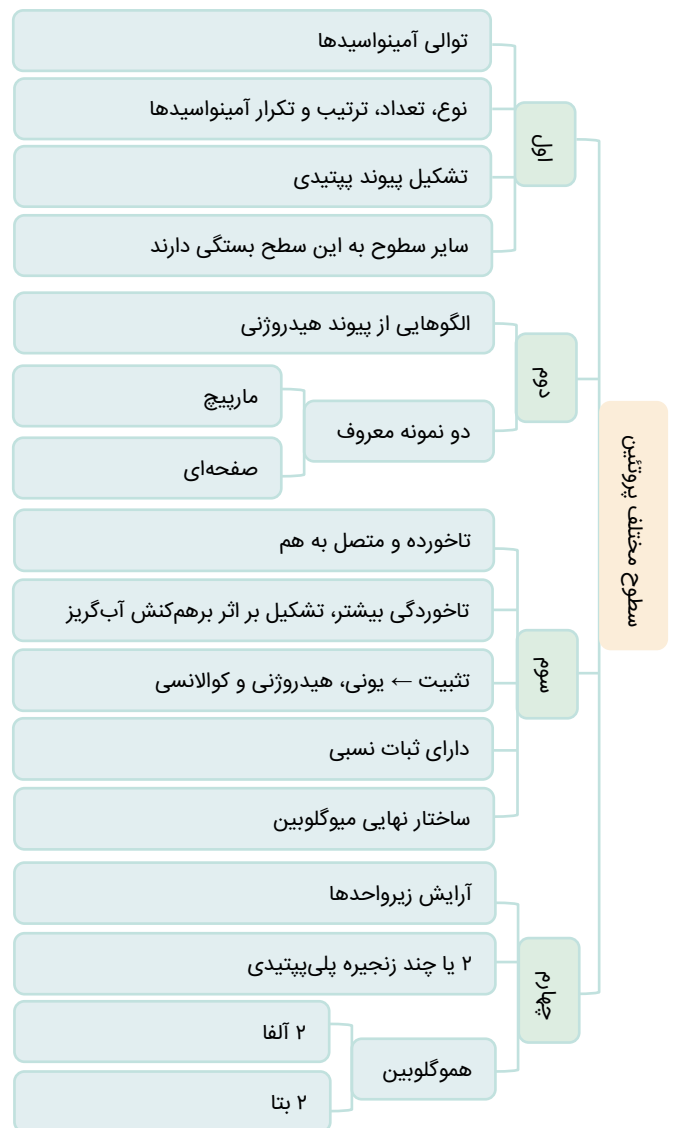 سطوح مختلف پروتئین
اول
توالی آمینواسیدها
نوع، تعداد، ترتیب و تکرار آمینواسیدها
تشکیل پیوند پپتیدی
سایر سطوح به این سطح بستگی دارند
دوم
الگوهایی از پیوند هیدروژنی
دو نمونه معروف
مارپیچ
صفحه‌ای
سوم
تاخورده و متصل به هم
تاخوردگی بیشتر، تشکیل بر اثر برهم‌کنش آب‌گریز
تثبیت ← یونی، هیدروژنی و کوالانسی
دارای ثبات نسبی
ساختار نهایی میوگلوبین
چهارم
آرایش زیرواحدها
۲ یا چند زنجیره پلی‌پپتیدی
هموگلوبین
۲ آلفا
۲ بتا